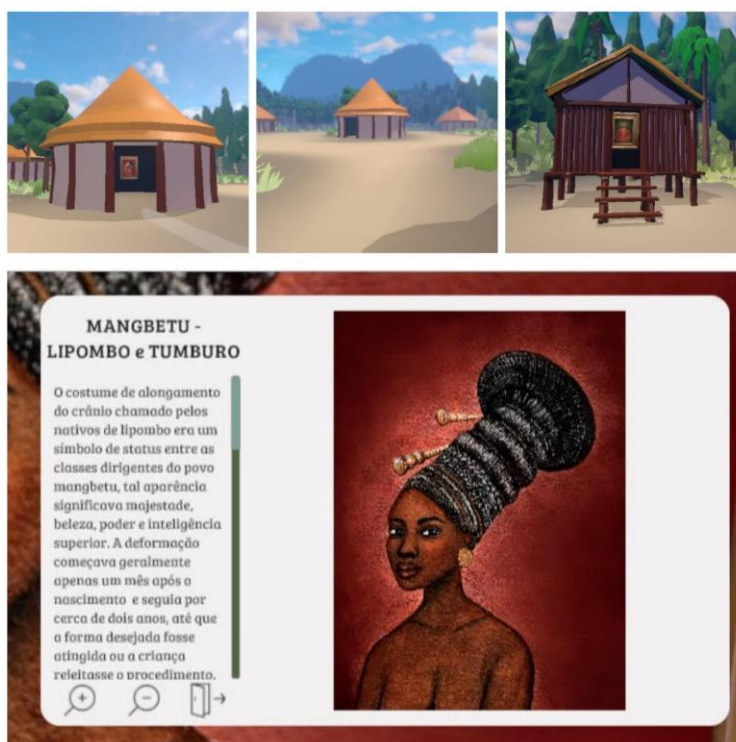 MANGBETU -
LIPOMBO e TUMBURO
O costume de alongamento
do crânio chamado pelos
nativos de lipombo era um
símbolo de status entre as
classes dirigentes do povo
mangbetu, tal aparência
significava majestade,
beleza, poder e inteligência
superior. A deformação
começava geralmente
apenas um mês após o
nascimento e seguia por
cerca de dois anos, até que
a forma desejada fosse
atingida ou a criança
rejeitasse o procedimento.